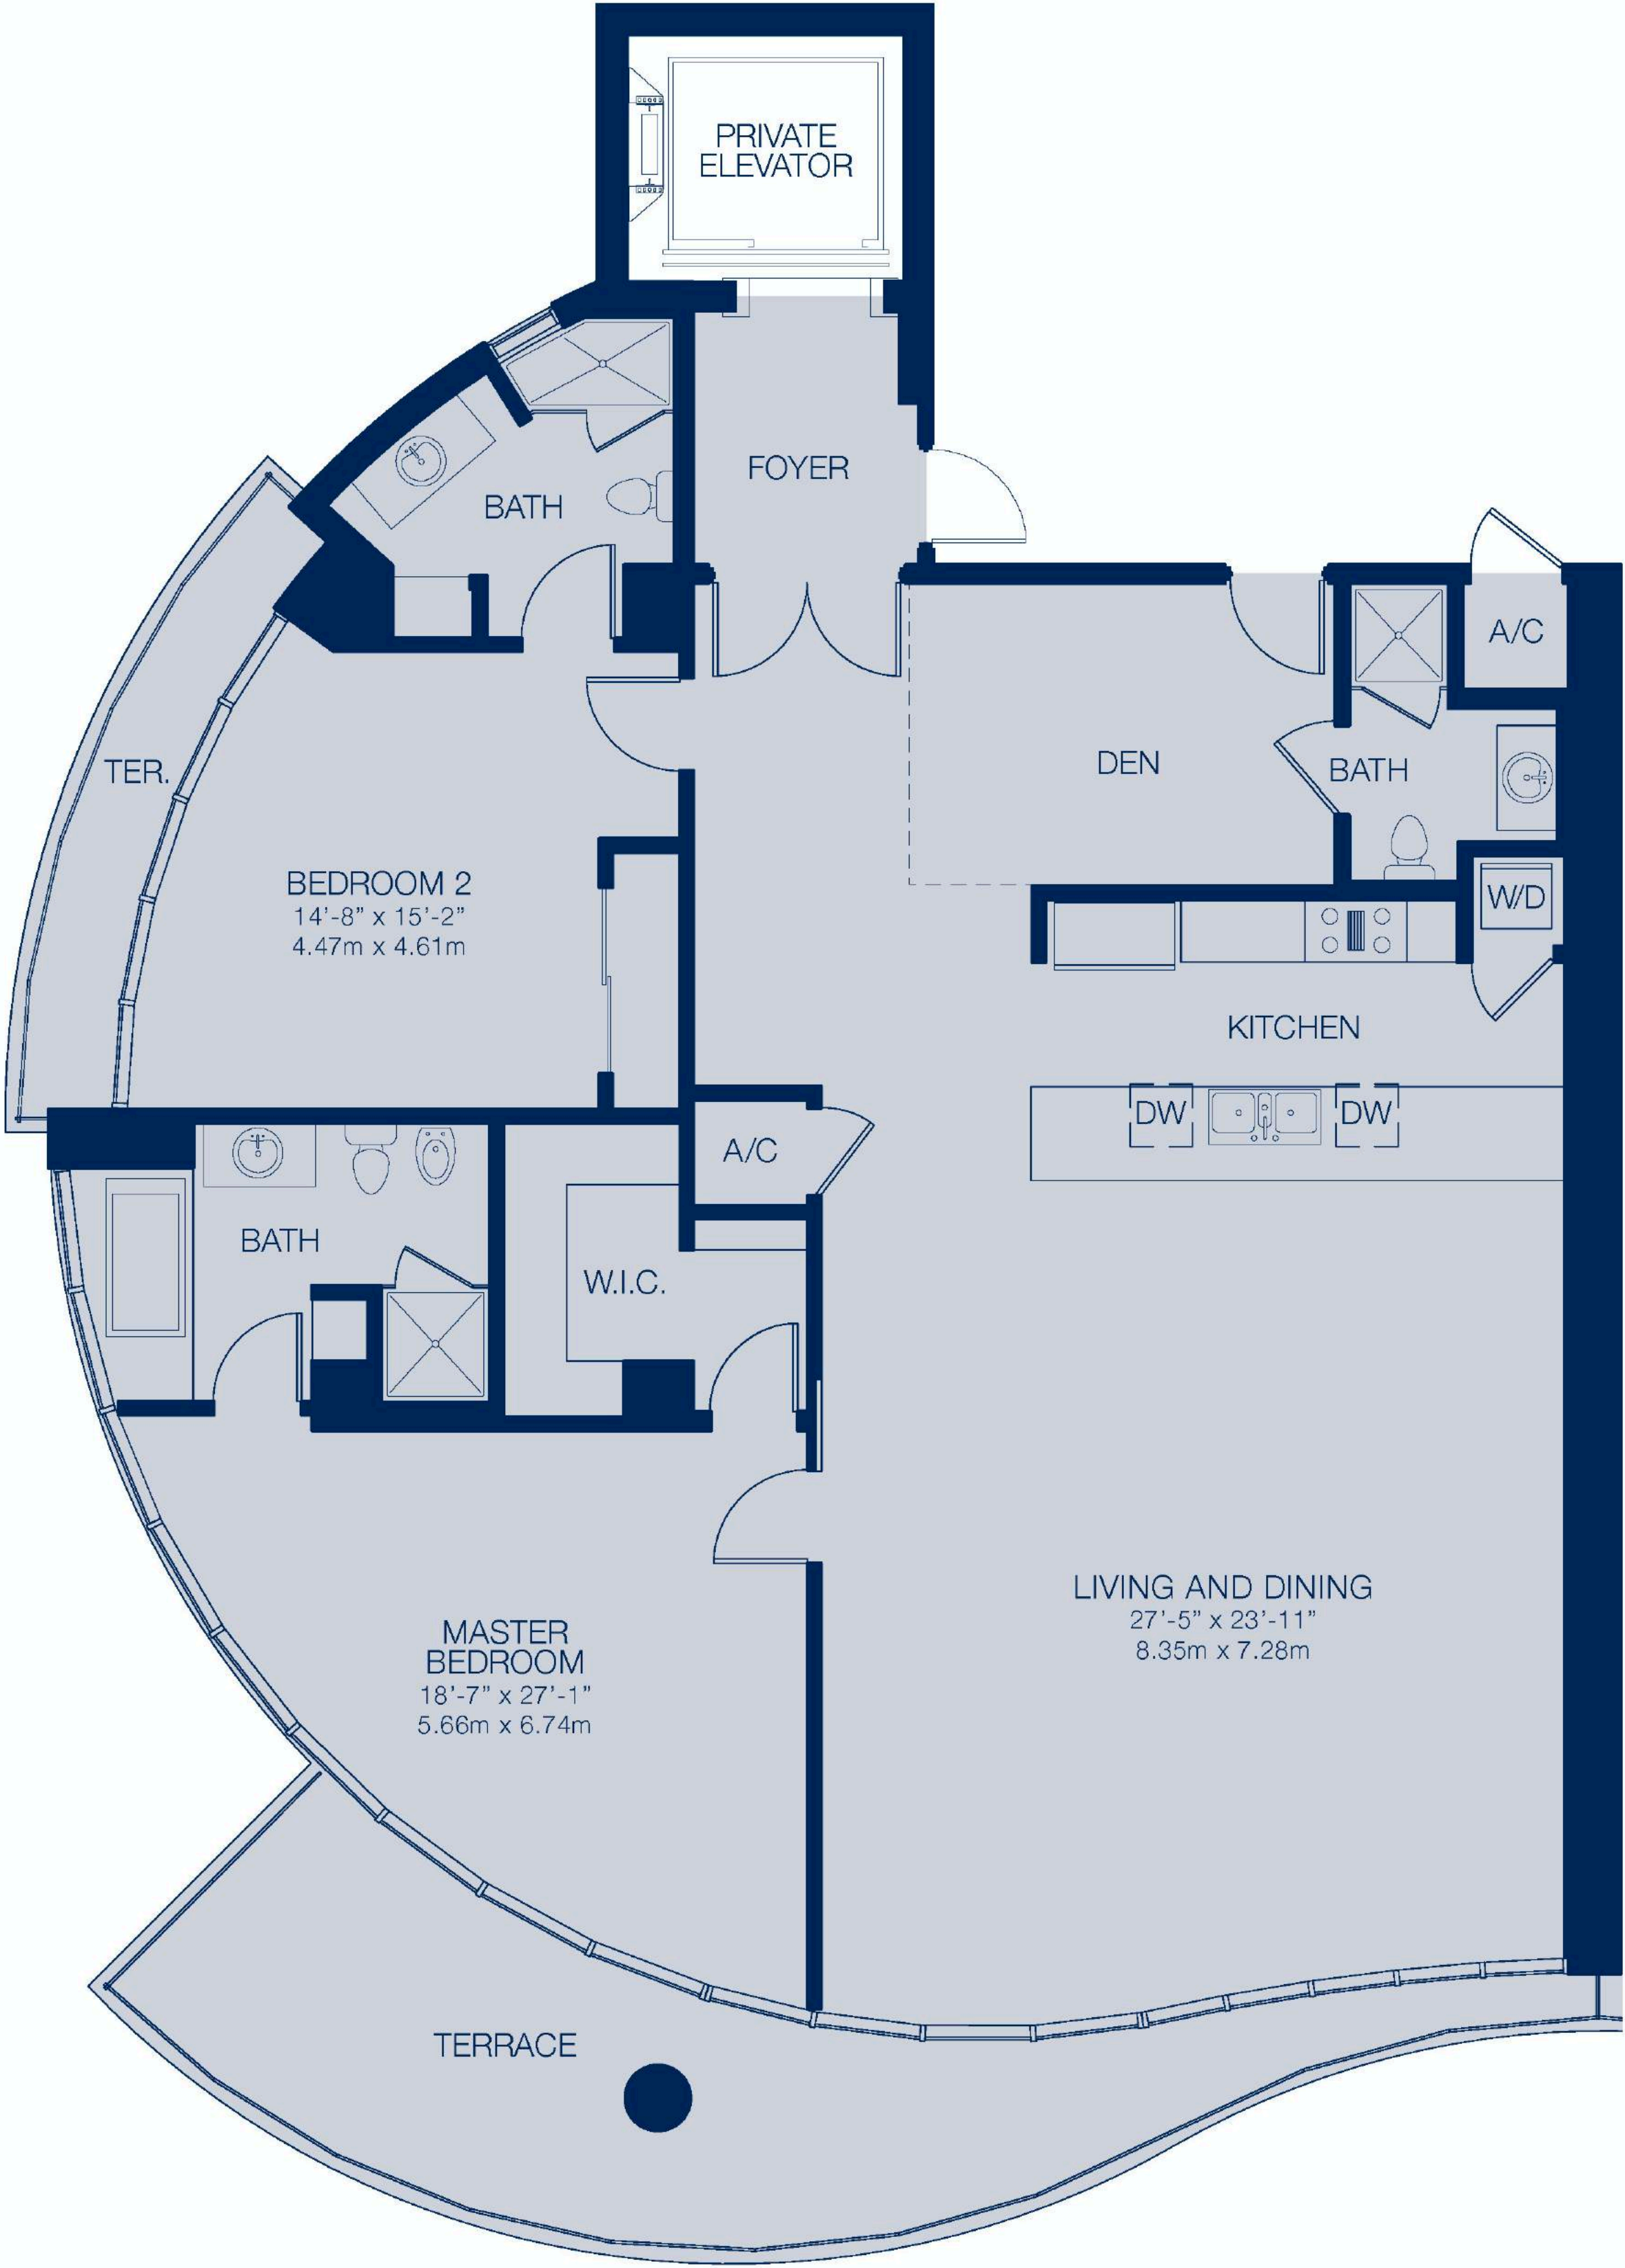 PRIVATE
ELEVATOR
FOYER
BATH
A/C
TER.
DEN
BATH
BEDROOM 2
14'-8” x 15'-2”
4.47m x 4.61m
W/D
KITCHEN
DW
DW
A/C
BATH
W.I.C.
LIVING AND DINING
27'-5” x 23'-11”
8.35m x 7.28m
MASTER
BEDROOM
18'-7” x 27'-1”
5.66m x 6.74m
TERRACE